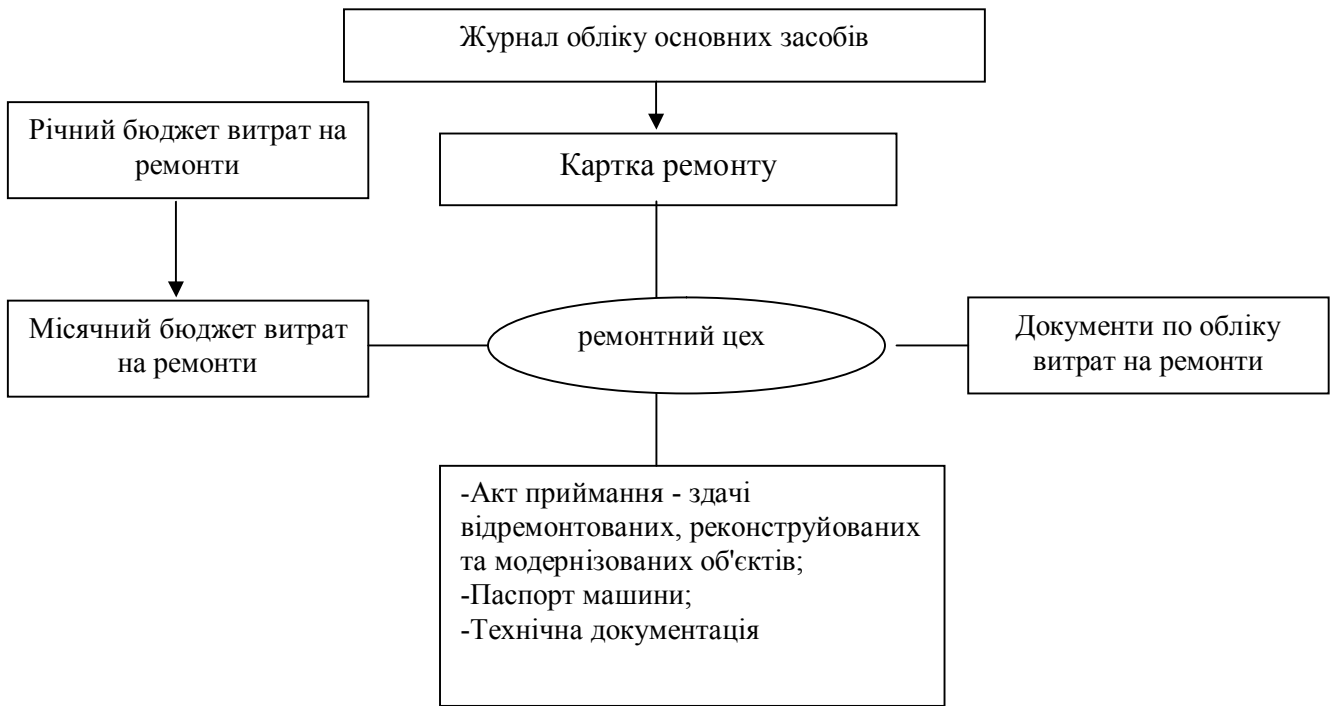 Журнал обліку основних засобів
Річний бюджет витрат на
ремонти
Картка ремонту
Місячний бюджет витрат
на ремонти
ремонтний цех
Документи по обліку
витрат на ремонти
-Акт приймання - здачі
відремонтованих, реконструйованих
та модернізованих об'єктів;
-Паспорт машини;
-Технічна документація